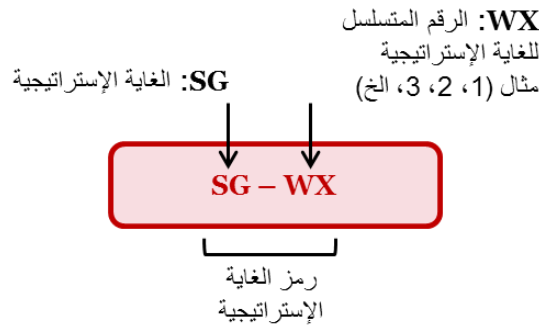 WX: الرقم المتسلسل
للغاية الإستراتيجية
مثال (1، 2، 3، الخ)
SG: الغاية الإستراتيجية
SG – WX
رمز الغاية
الإستراتيجية